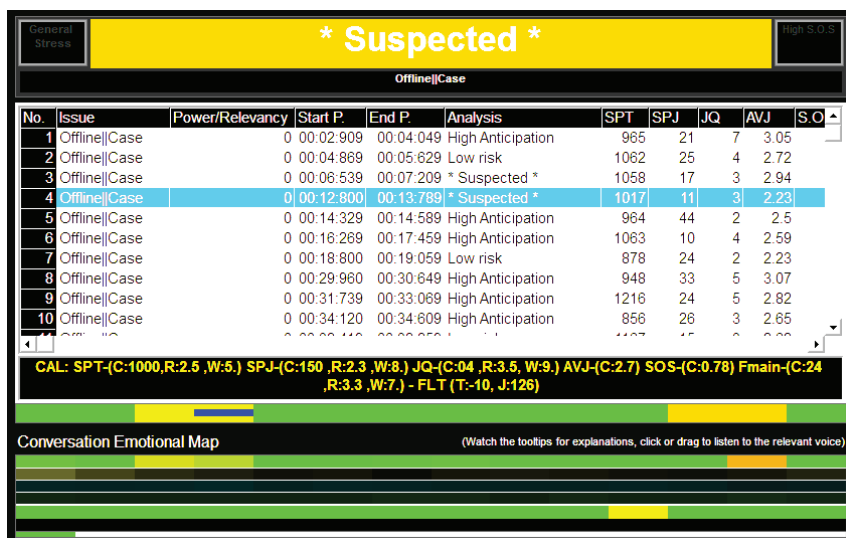 General Stress
* Suspected *
High S.O.S
Offline||Case
No. Issue Power/Relevancy Start P. End P. Analysis SPT SPJ JQ AVJ S.O
1 Offline||Case 0 00:02:909 00:04:049 High Anticipation 965 21 7 3.05
2 Offline||Case 0 00:04:869 00:05:629 Low risk 1062 25 4 2.72
3 Offline||Case 0 00:06:539 00:07:209 * Suspected * 1058 17 3 2.94
4 Offline||Case 0 00:12:800 00:13:789 * Suspected * 1017 11 3 2.23
5 Offline||Case 0 00:14:329 00:14:589 High Anticipation 964 44 2 2.5
6 Offline||Case 0 00:16:269 00:17:459 High Anticipation 1063 10 4 2.59
7 Offline||Case 0 00:18:800 00:19:059 Low risk 878 24 2 2.23
8 Offline||Case 0 00:29:960 00:30:649 High Anticipation 948 33 5 3.07
9 Offline||Case 0 00:31:739 00:33:069 High Anticipation 1216 24 5 2.82
10 Offline||Case 0 00:34:120 00:34:609 High Anticipation 856 26 3 2.65
CAL: SPT-(C:1000,R:2.5 ,W:5.) SPJ-(C:150 ,R:2.3 ,W:8.) JQ-(C:04 ,R:3.5, W:9.) AVJ-(C:2.7) SOS-(C:0.78) Fmain-(C:24
,R:3.3 ,W:7.) - FLT (T:-10, J:126)
Conversation Emotional Map (Watch the tooltips for explanations, click or drag to listen to the relevant voice)